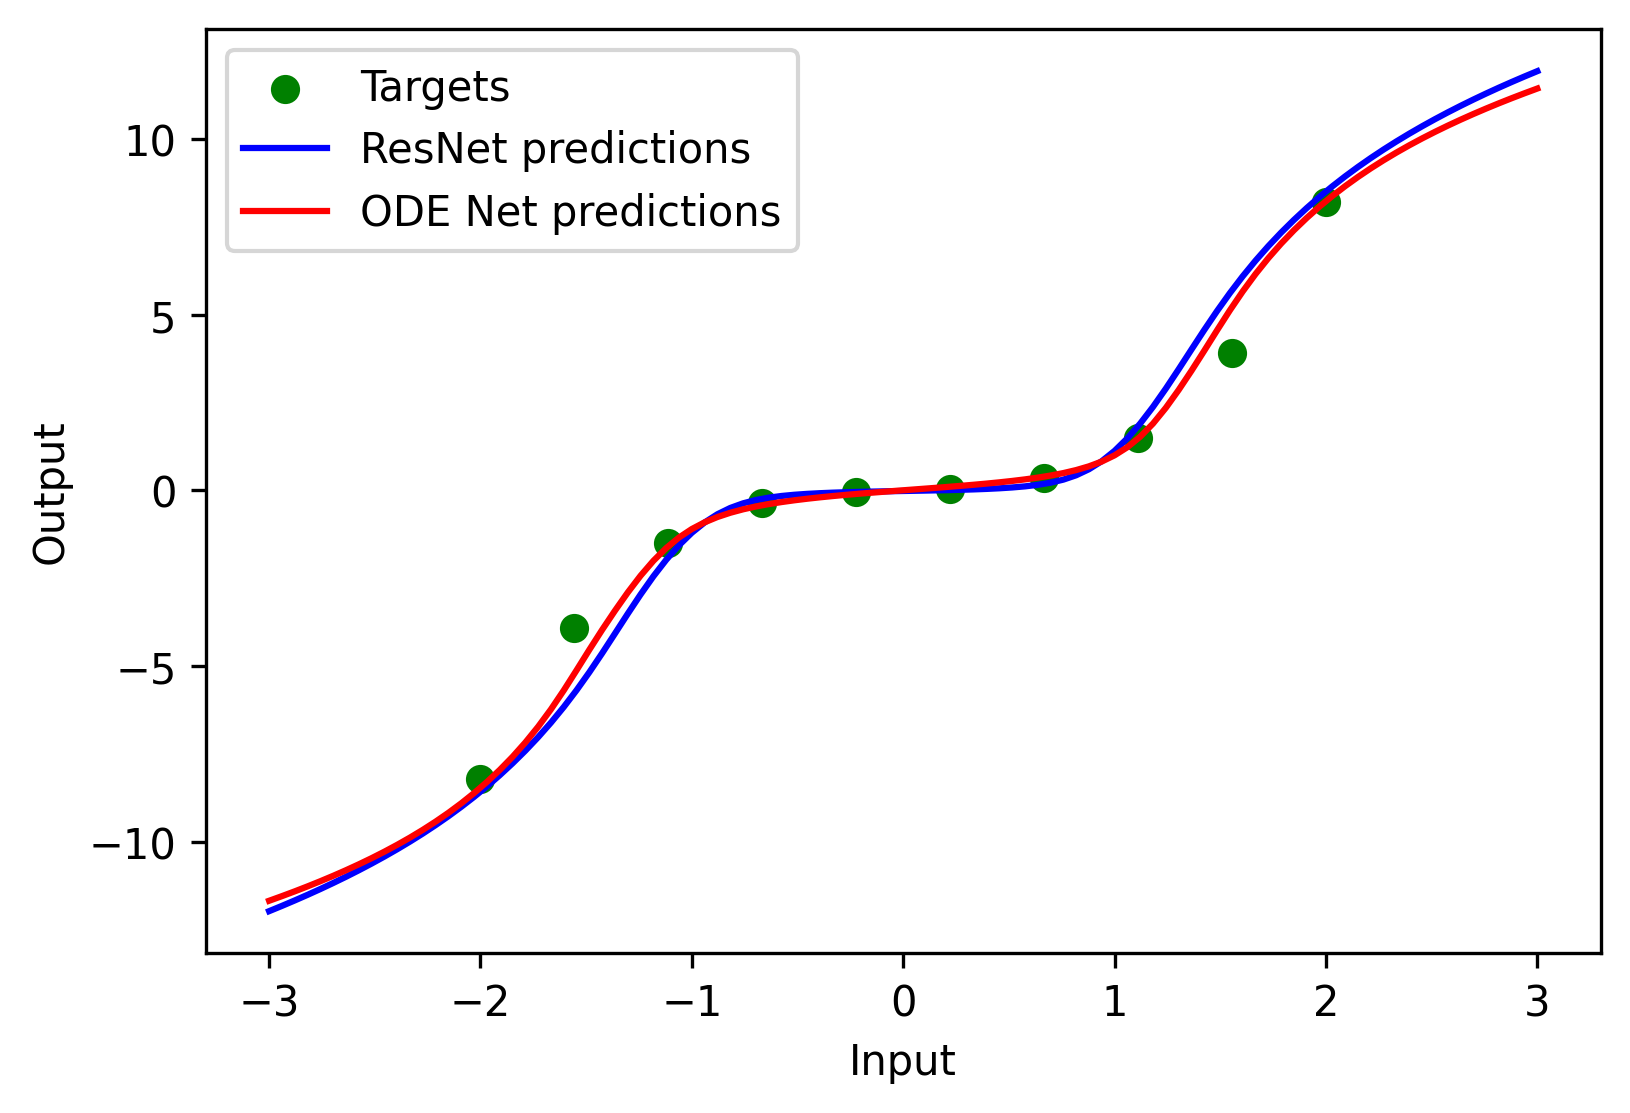 Targets
ResNet predictions
ODE Net predictions
10
5
0
−5
−10
Output
−3 −2 −1 0 1 2 3
Input